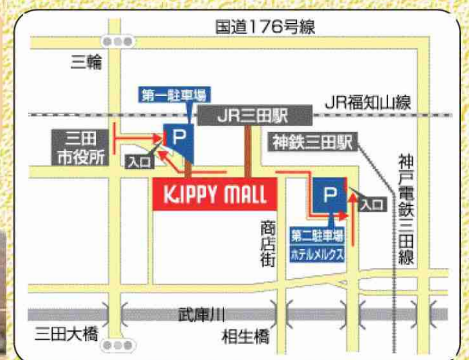 国道176号線
三輪
第一駐車場
JR三田駅
JR福知山線
三田
市役所
P
入口
神鉄三田駅
KIPPY MALL
P
入口
商店街
第二駐車場
ホテルメルクス
神戸電鉄三田線
武庫川
三田大橋
相生橋